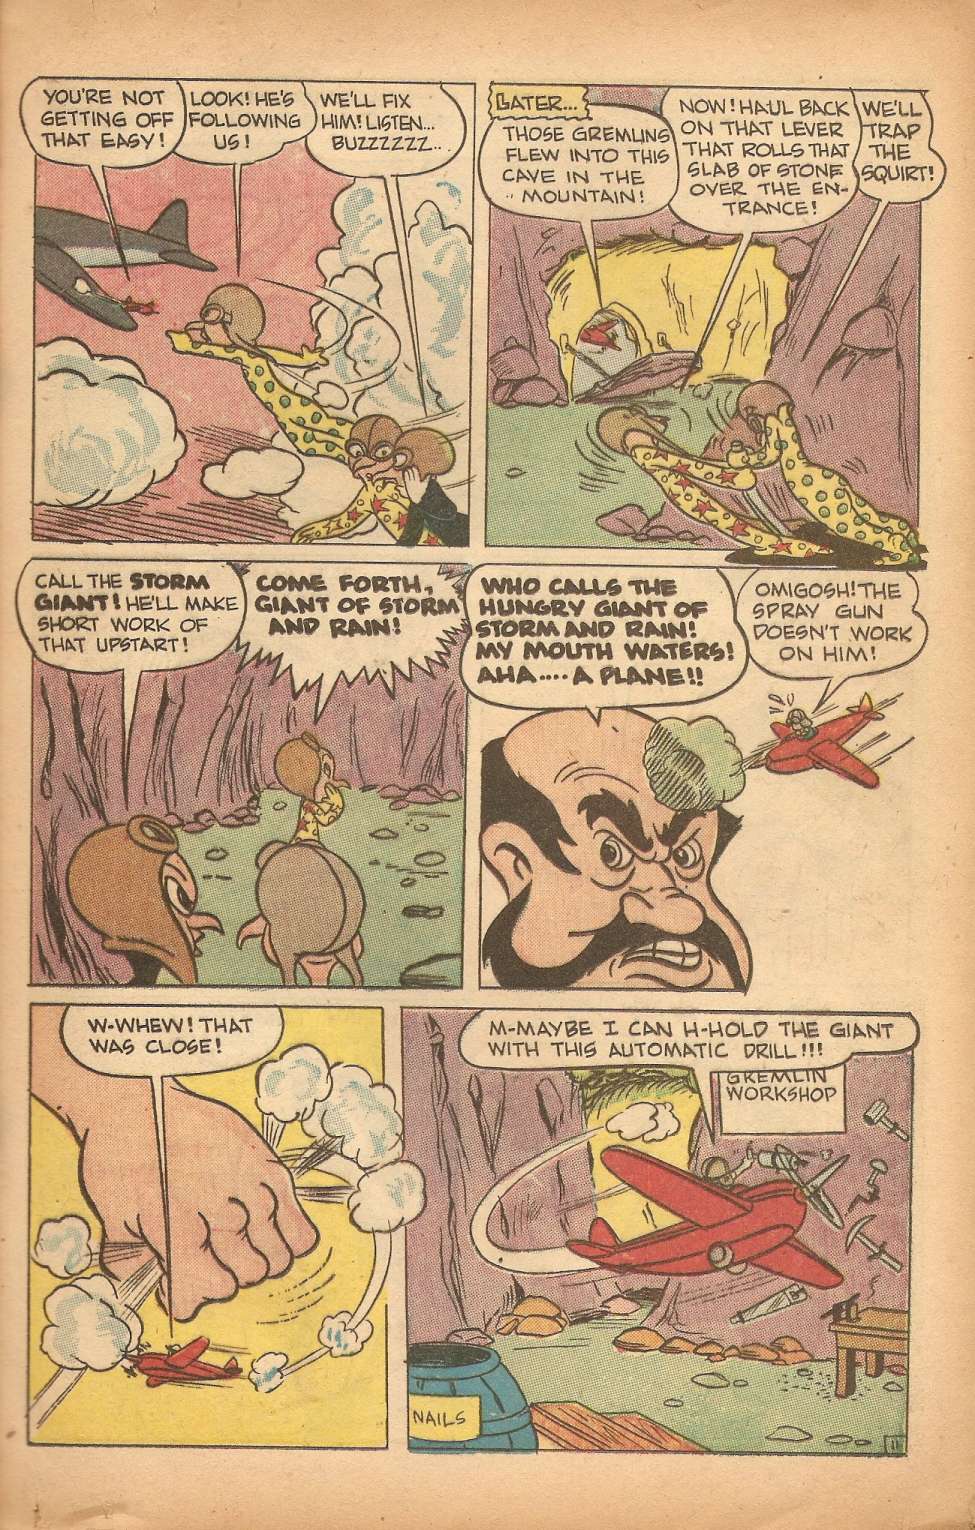 YOU'RE NOT
GETTING OFF
THAT EASY!
LOOK! HE'S
FOLLOWING
US!
WE'LL FIX
HIM! LISTEN...
BUZZZZZZ...
LATER...
THOSE GREMLINS
FLEW INTO THIS
CAVE IN THE
MOUNTAIN!
NOW! HAUL BACK
ON THAT LEVER
THAT ROLLS THAT
SLAB OF STONE
OVER THE EN-
TRANCE!
WE'LL
TRAP
THE
SQUIRT!
CALL THE STORM
GIANT! HE'LL MAKE
SHORT WORK OF
THAT UPSTART!
COME FORTH,
GIANT OF STORM
AND RAIN!
WHO CALLS THE
HUNGRY GIANT OF
STORM AND RAIN!
MY MOUTH WATERS!
AHA.... A PLANE!!
OMIGOSH! THE
SPRAY GUN
DOESN'T WORK
ON HIM!
W-WHEW! THAT
WAS CLOSE!
M-MAYBE I CAN H-HOLD THE GIANT
WITH THIS AUTOMATIC DRILL!!!
GREMLIN
WORKSHOP
NAILS
11